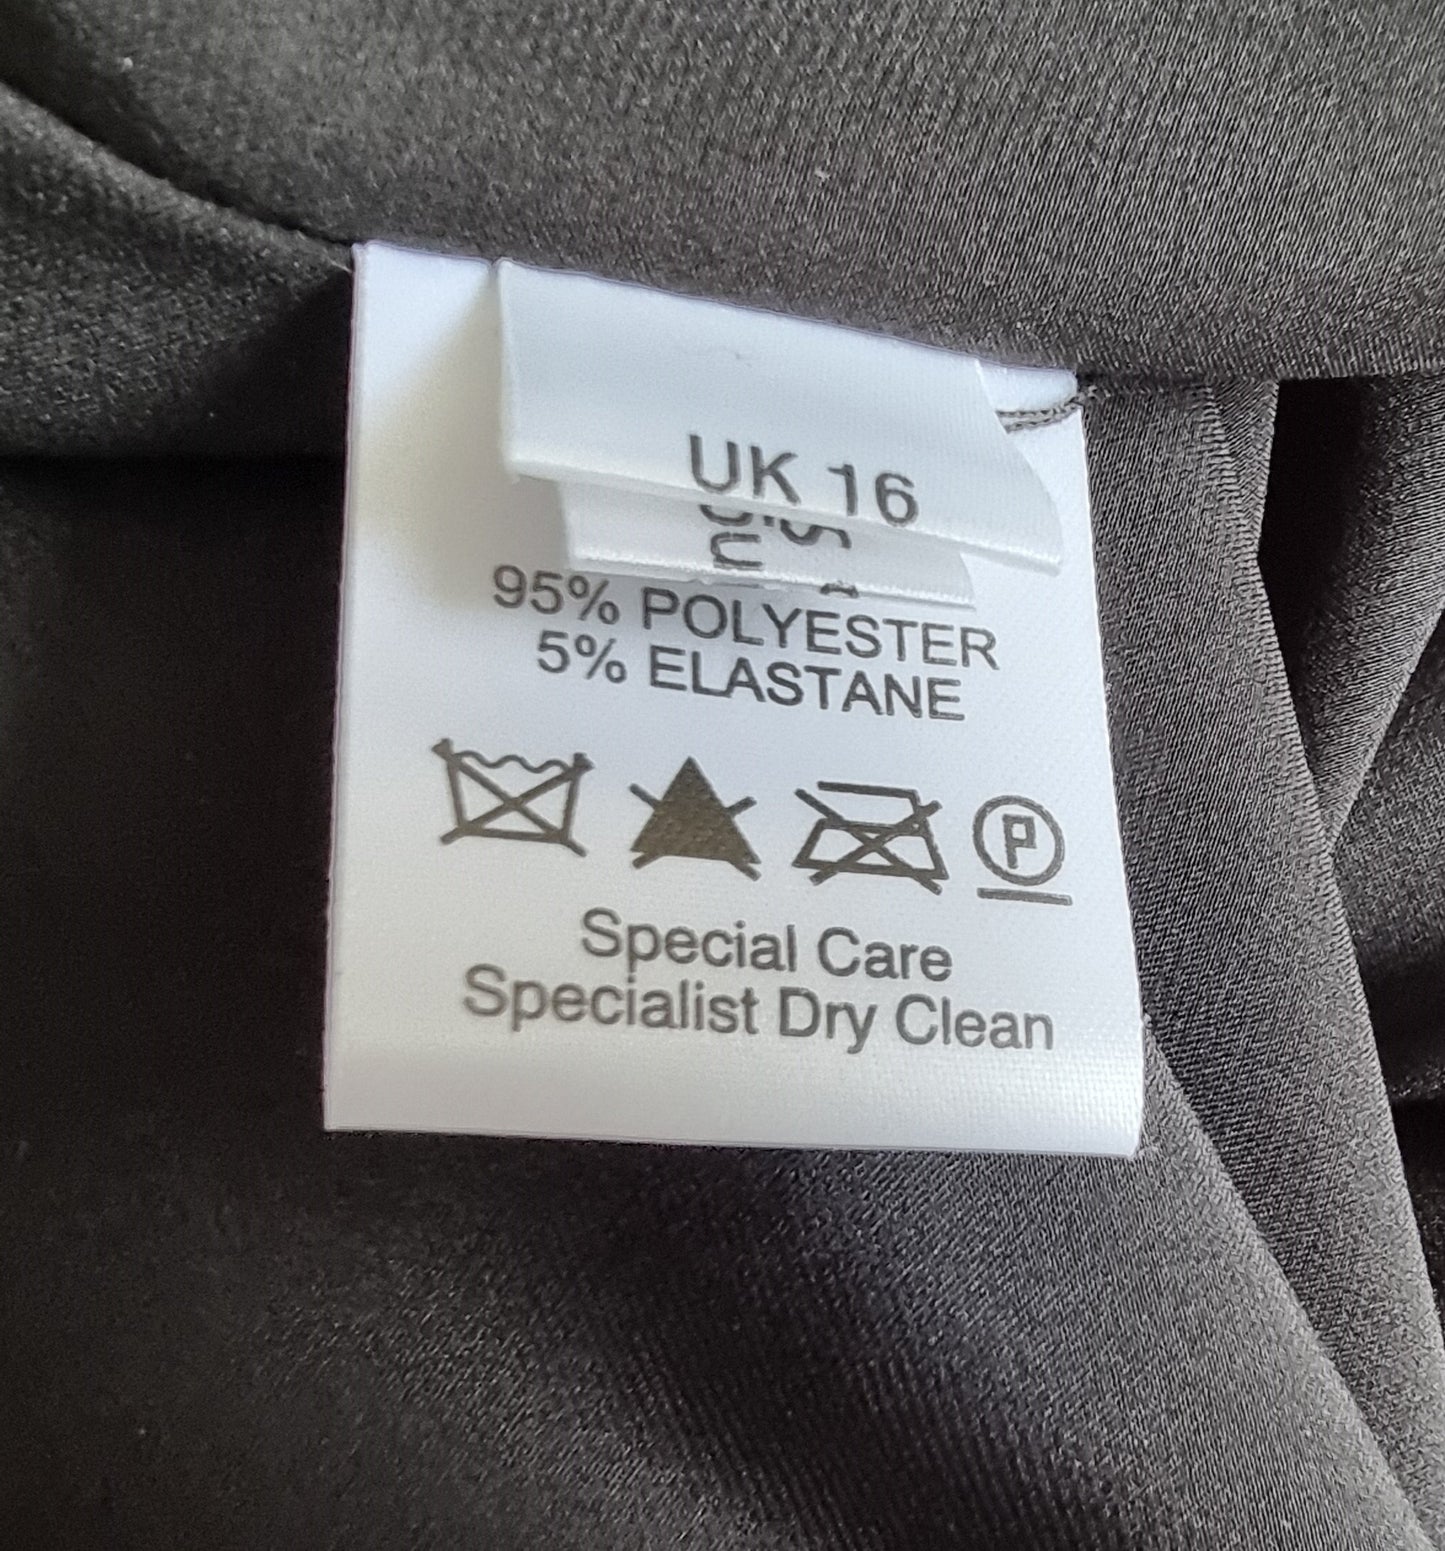 UK 16
95% POLYESTER
5% ELASTANE
P
Special Care
Specialist Dry Clean